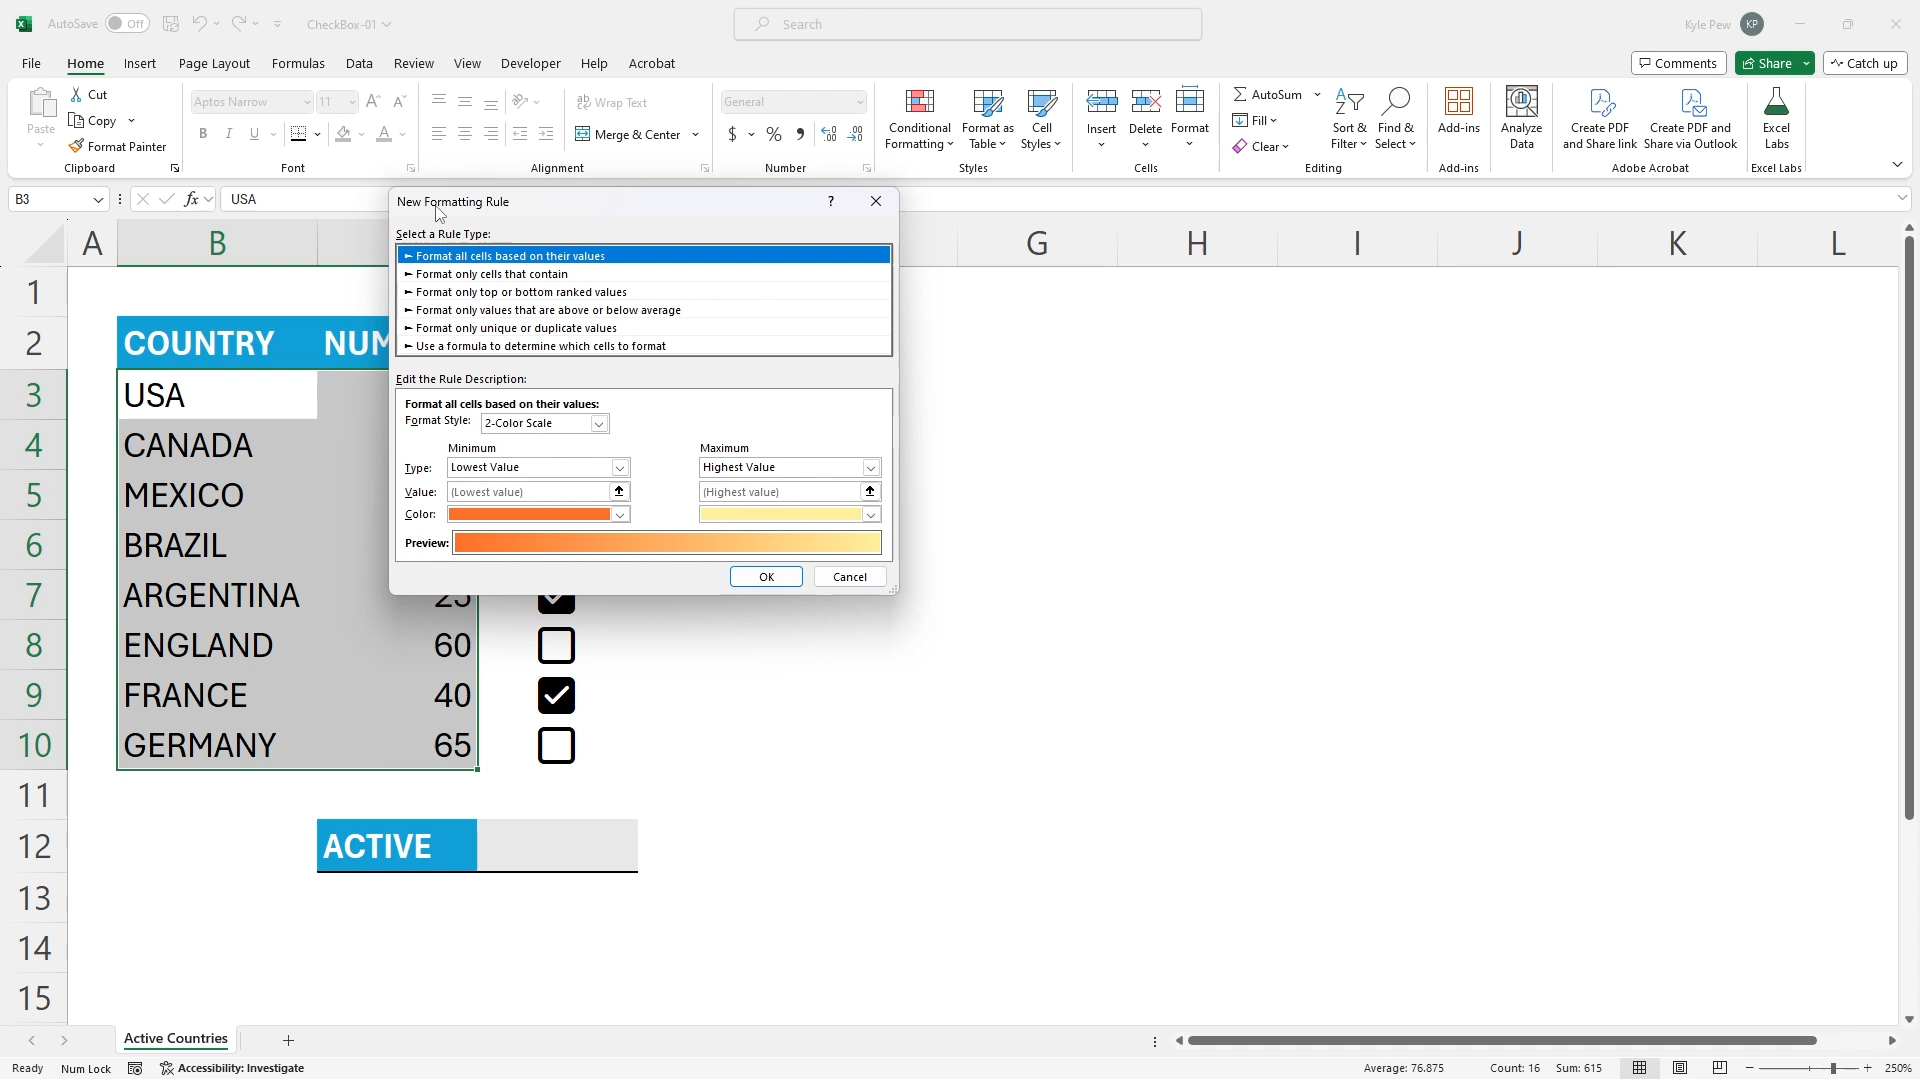 AutoSave Off CheckBox-01 Search Kyle Pew KP
File Home Insert Page Layout Formulas Data Review View Developer Help Acrobat Comments Share Catch up
Paste
Cut
Copy
Format Painter
Clipboard
Aptos Narrow 11
B I U A
Font
ab Wrap Text
Merge & Center
Alignment
General
$ % ,
Number
Conditional Formatting
Format as Table
Cell Styles
Styles
Insert Delete Format
Cells
AutoSum
Fill
Clear
Sort & Filter
Find & Select
Editing
Add-ins
Add-ins
Analyze Data
Create PDF and Share link
Create PDF and Share via Outlook
Adobe Acrobat
Excel Labs
Excel Labs
B3 fx USA
A B G H I J K L
1
2 COUNTRY NUM
3 USA
4 CANADA
5 MEXICO
6 BRAZIL
7 ARGENTINA 25
8 ENGLAND 60
9 FRANCE 40
10 GERMANY 65
11
12 ACTIVE
13
14
15
New Formatting Rule ?
Select a Rule Type:
► Format all cells based on their values
► Format only cells that contain
► Format only top or bottom ranked values
► Format only values that are above or below average
► Format only unique or duplicate values
► Use a formula to determine which cells to format
Edit the Rule Description:
Format all cells based on their values:
Format Style: 2-Color Scale
Minimum Maximum
Type: Lowest Value Highest Value
Value: (Lowest value) (Highest value)
Color:
Preview:
OK Cancel
Active Countries
Ready Num Lock Accessibility: Investigate Average: 76.875 Count: 16 Sum: 615 250%